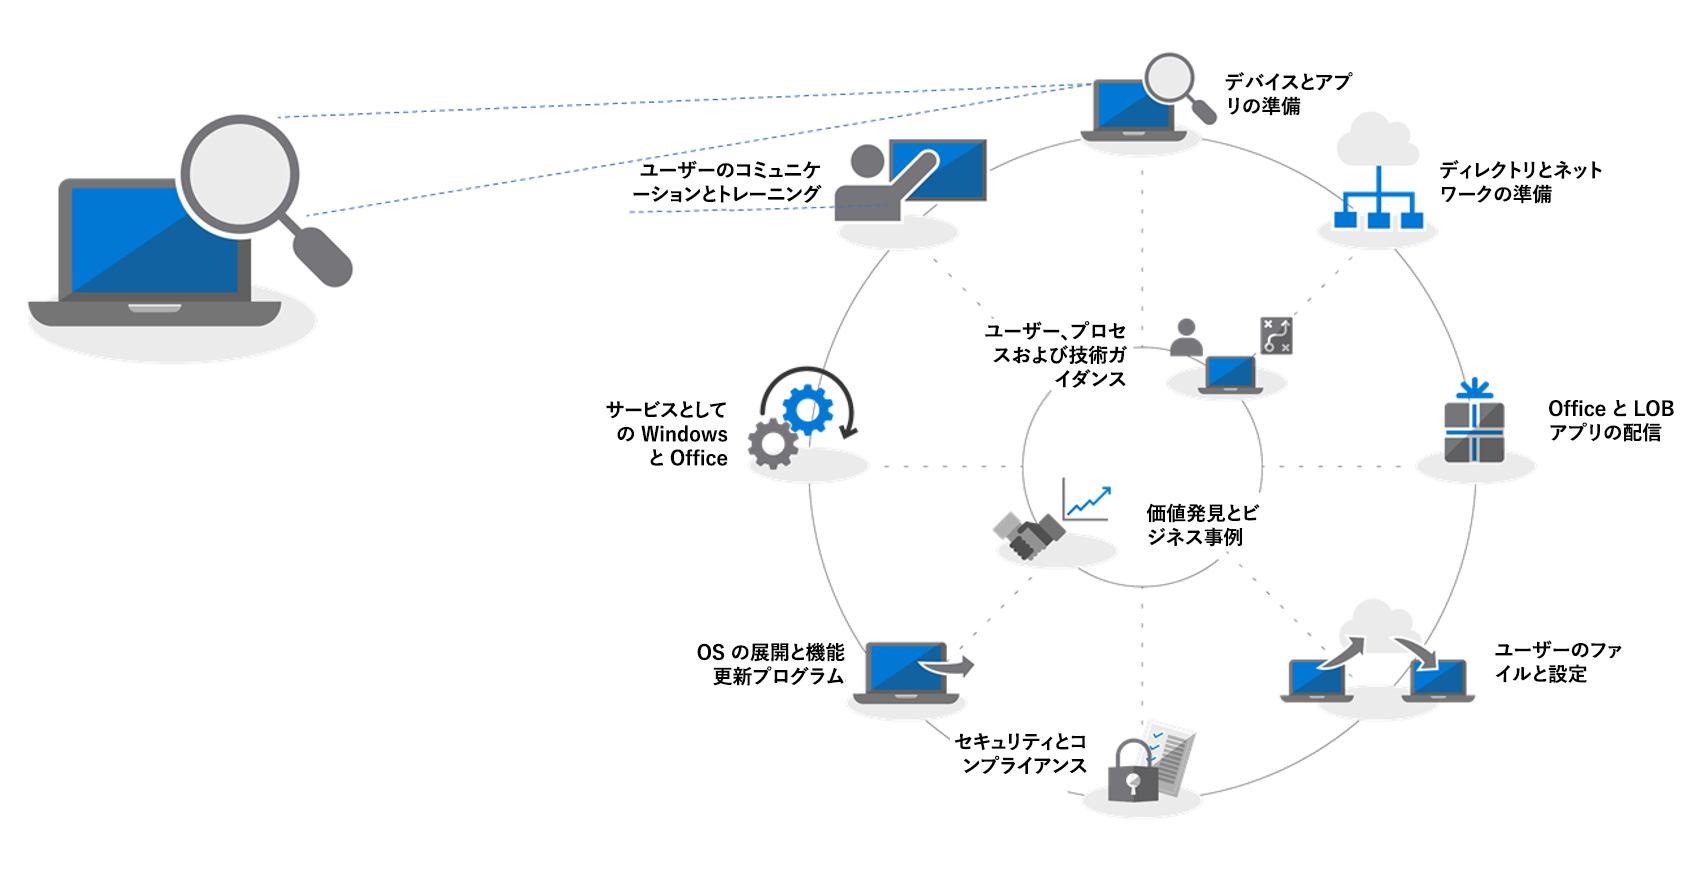 デバイスとアプ
リの準備
ユーザーのコミュニケ
ーションとトレーニング
ディレクトリとネット
ワークの準備
ユーザー、プロセ
スおよび技術ガ
イダンス
サービスとして
の Windows
と Office
Office と LOB
アプリの配信
価値発見とビ
ジネス事例
OS の展開と機能
更新プログラム
ユーザーのファ
イルと設定
セキュリティとコ
ンプライアンス